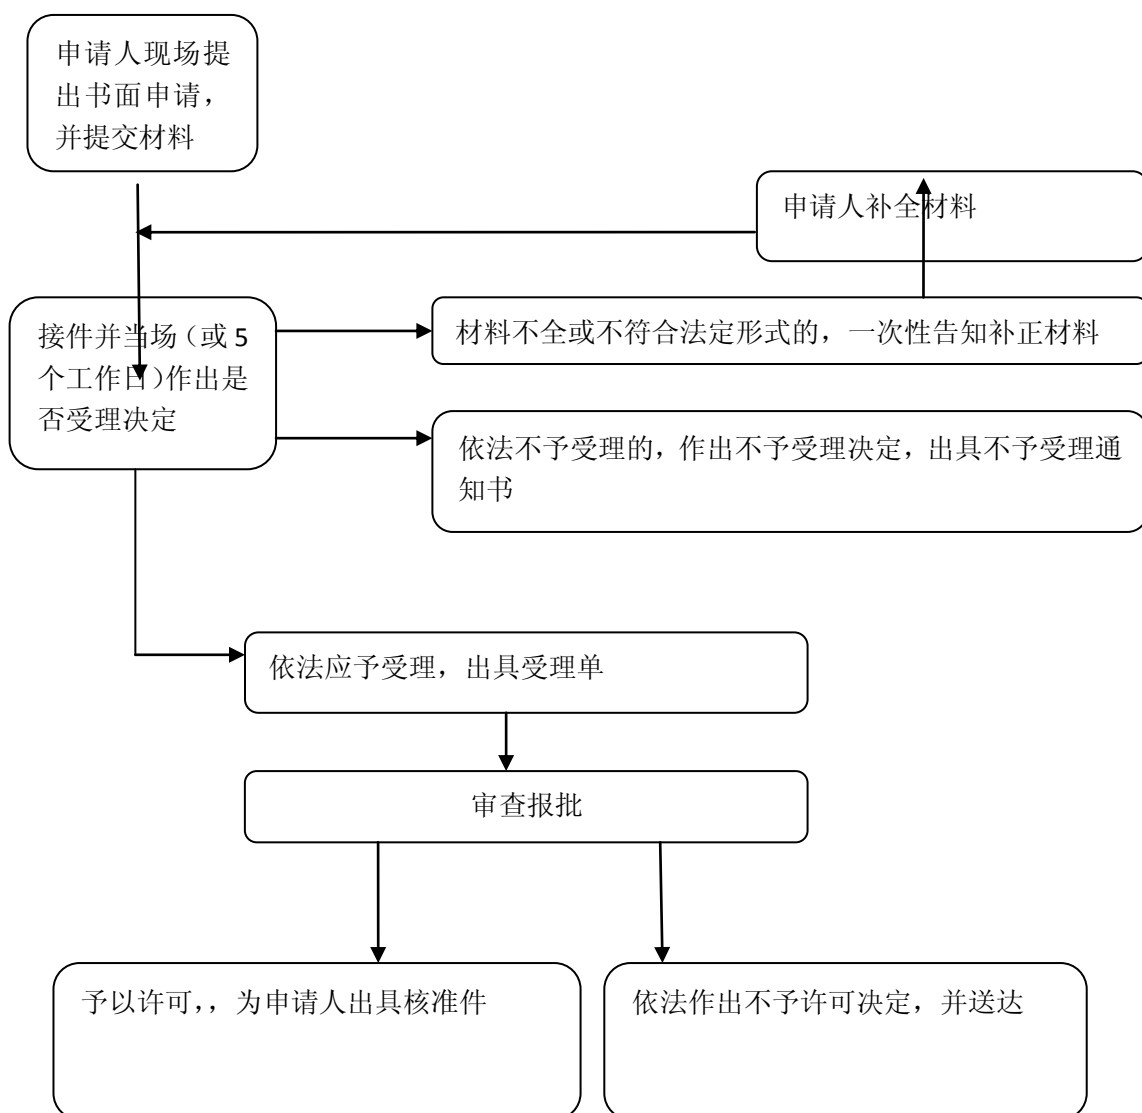 申请人现场提
出书面申请，
并提交材料
申请人补全材料
接件并当场（或 5
个工作日）作出是
否受理决定
材料不全或不符合法定形式的，一次性告知补正材料
依法不予受理的，作出不予受理决定，出具不予受理通
知书
依法应予受理，出具受理单
审查报批
予以许可，，为申请人出具核准件
依法作出不予许可决定，并送达